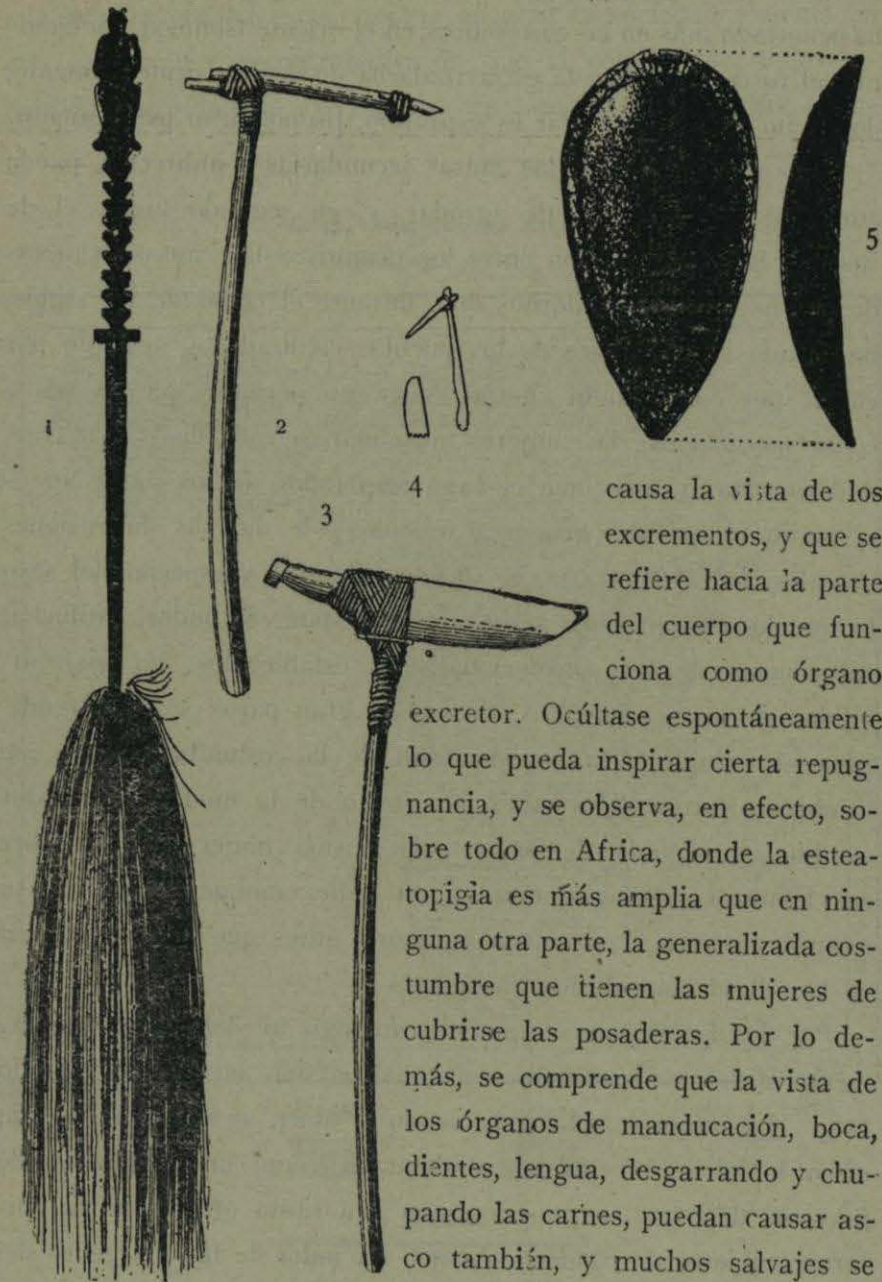 5
1
2
4
3
causa la vista de los
excrementos, y que se
refiere hacia la parte
del cuerpo que fun-
ciona como órgano
excretor. Ocúltase espontáneamente
lo que pueda inspirar cierta repug-
nancia, y se observa, en efecto, so-
bre todo en Africa, donde la estea-
topigia es más amplia que en nin-
guna otra parte, la generalizada cos-
tumbre que tienen las mujeres de
cubrirse las posaderas. Por lo de-
más, se comprende que la vista de
los órganos de manducación, boca,
dientes, lengua, desgarrando y chu-
pando las carnes, puedan causar as-
co también, y muchos salvajes se